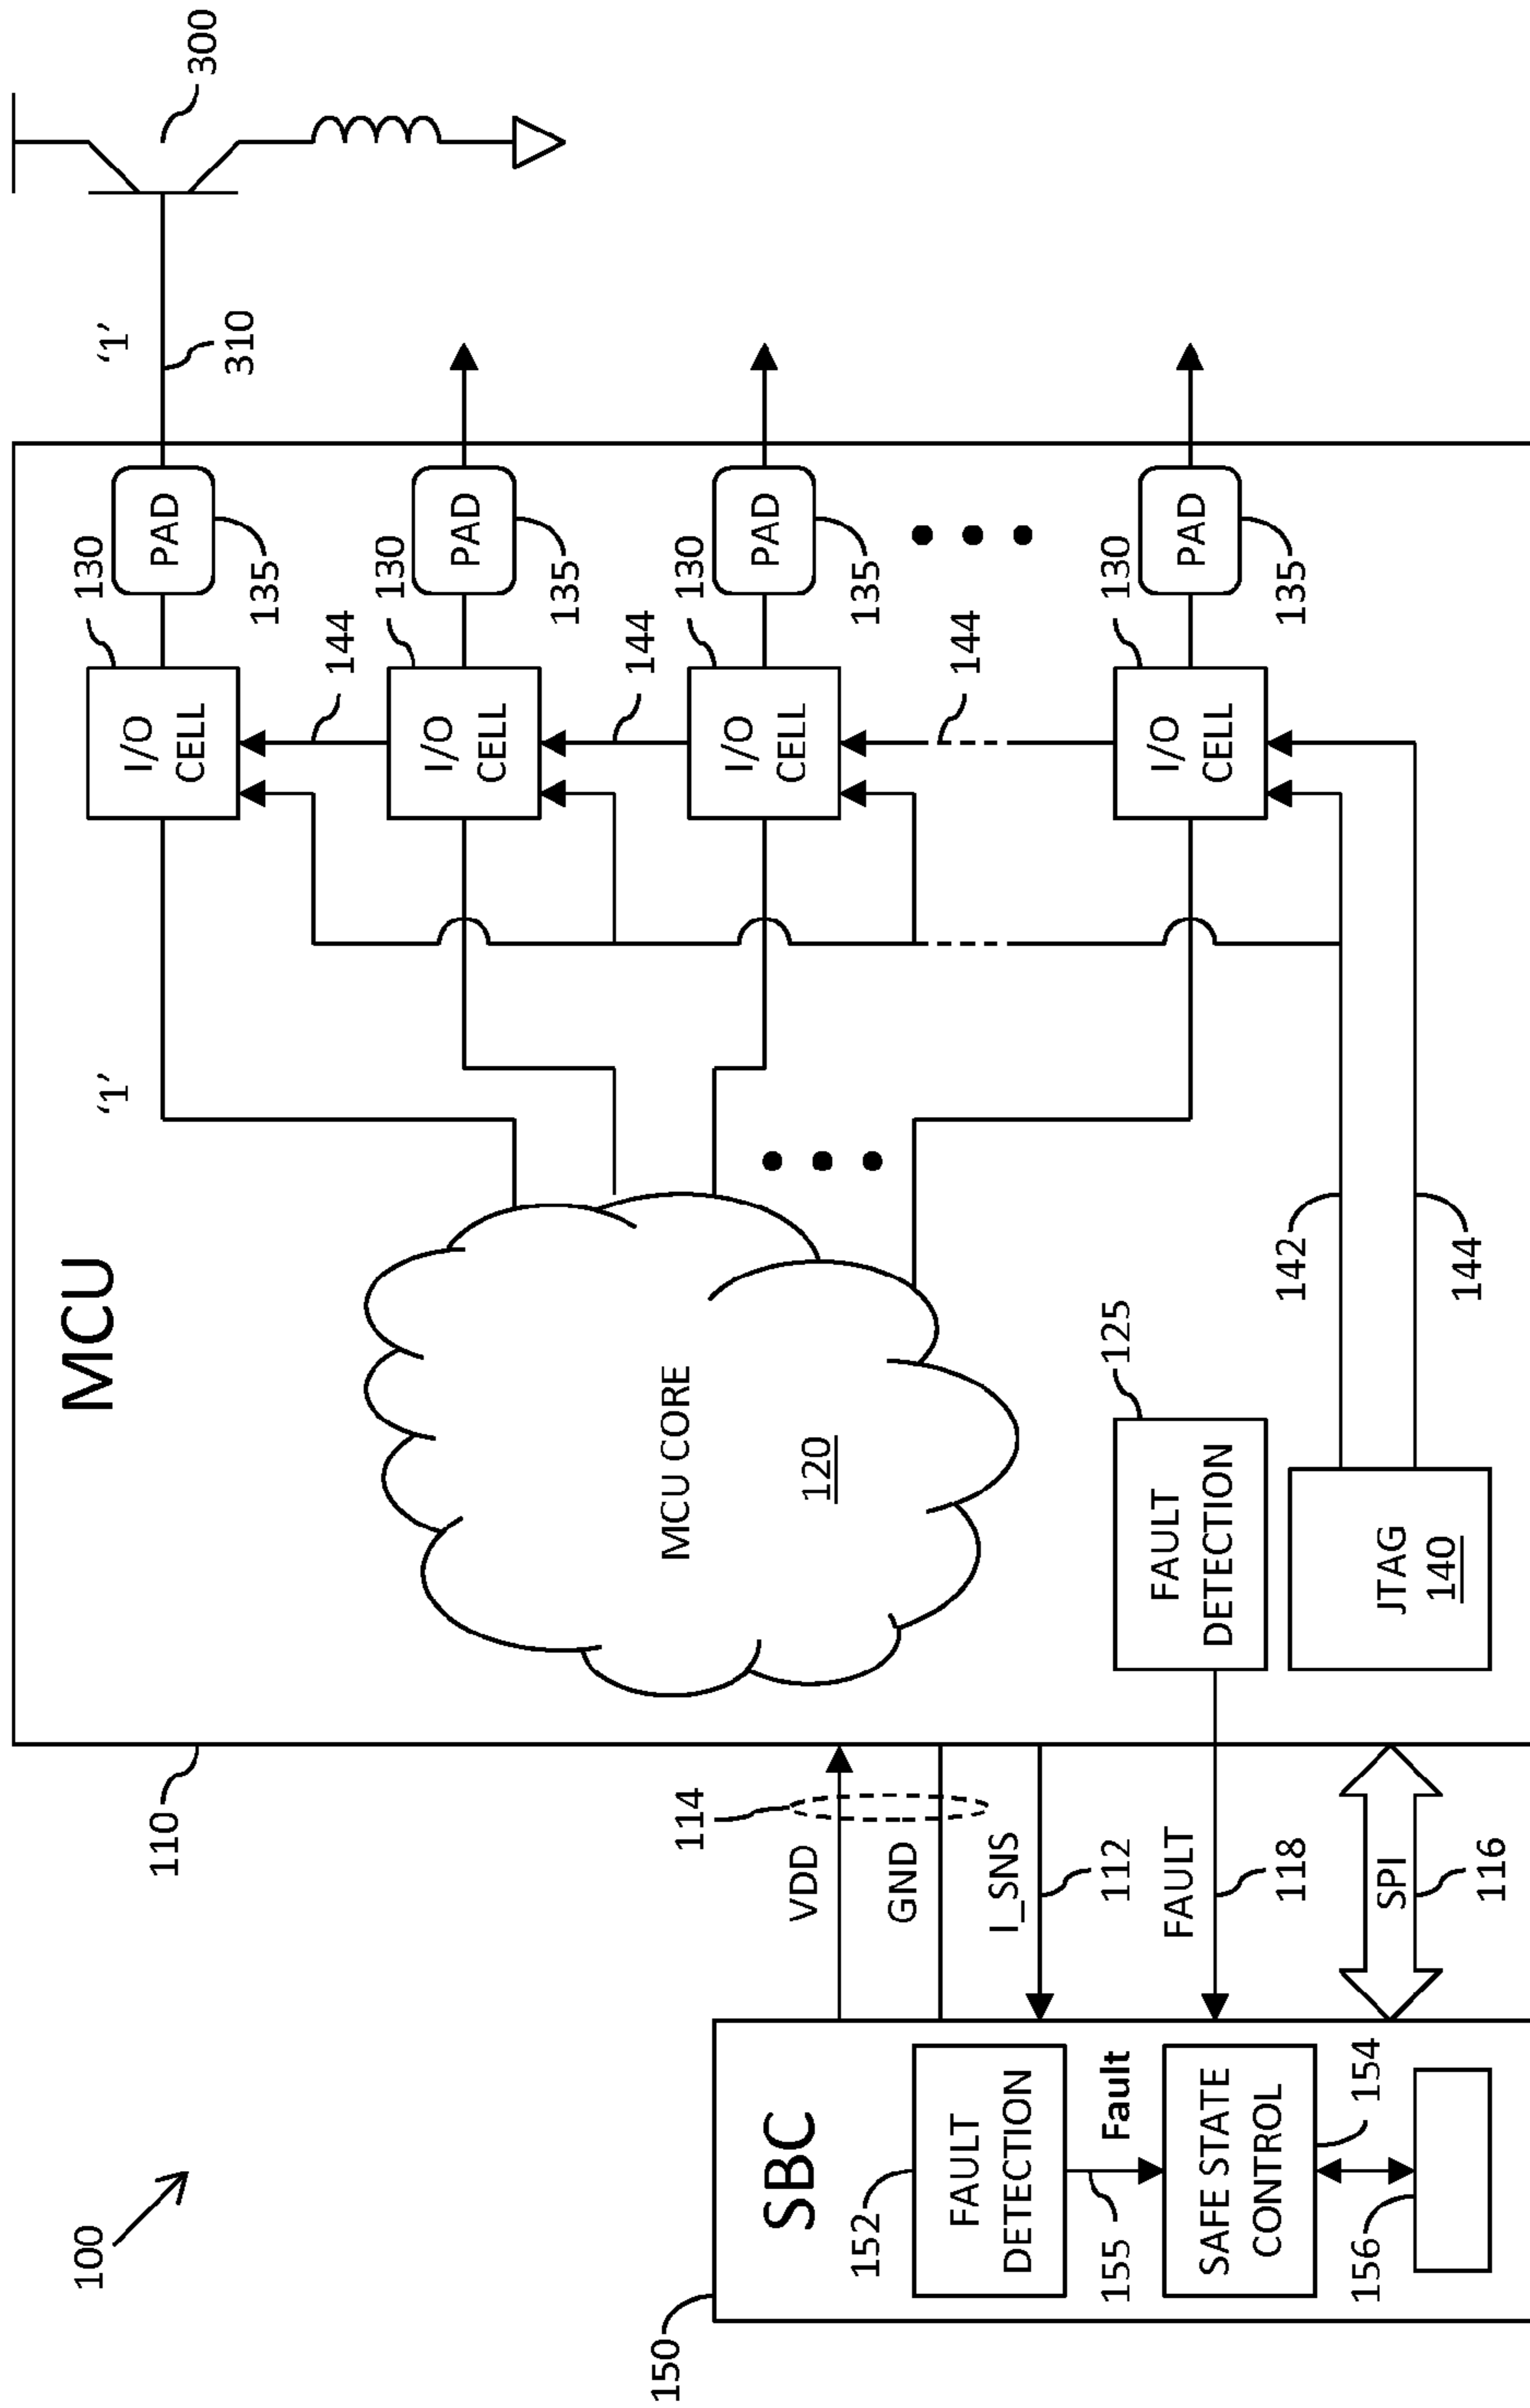 100
150
SBC
152
FAULT
DETECTION
155
Fault
SAFE STATE
CONTROL
154
156
VDD
114
GND
I_SNS
112
FAULT
118
SPI
116
110
MCU
MCU CORE
120
FAULT
DETECTION
125
JTAG
140
142
144
'1'
I/O
CELL
130
PAD
135
144
I/O
CELL
130
PAD
135
144
I/O
CELL
130
PAD
135
144
I/O
CELL
130
PAD
135
'1'
310
300